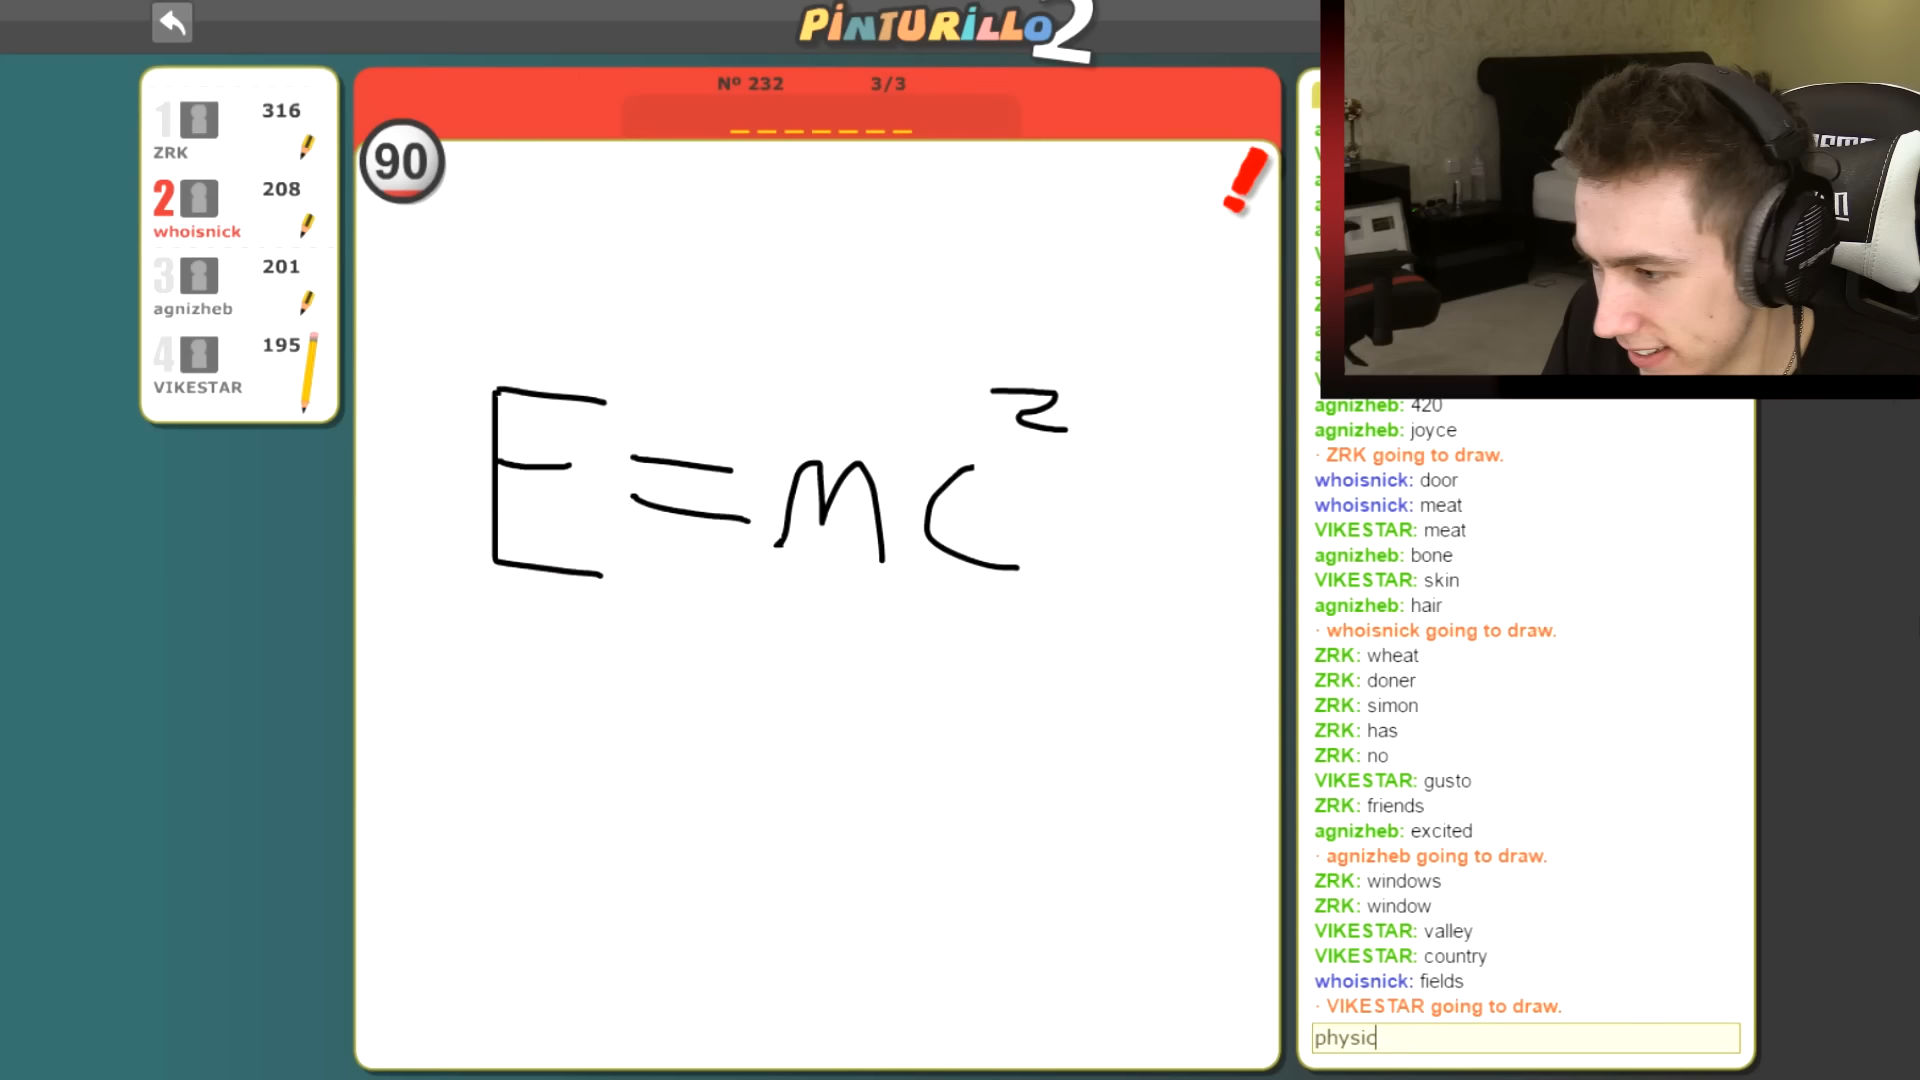 PiNTURiLLO 2
Nº 232 3/3
90
1 316
ZRK
2 208
whoisnick
3 201
agnizheb
4 195
VIKESTAR
E=mc²
agnizheb: 420
agnizheb: joyce
· ZRK going to draw.
whoisnick: door
whoisnick: meat
VIKESTAR: meat
agnizheb: bone
VIKESTAR: skin
agnizheb: hair
· whoisnick going to draw.
ZRK: wheat
ZRK: doner
ZRK: simon
ZRK: has
ZRK: no
VIKESTAR: gusto
ZRK: friends
agnizheb: excited
· agnizheb going to draw.
ZRK: windows
ZRK: window
VIKESTAR: valley
VIKESTAR: country
whoisnick: fields
· VIKESTAR going to draw.
physic